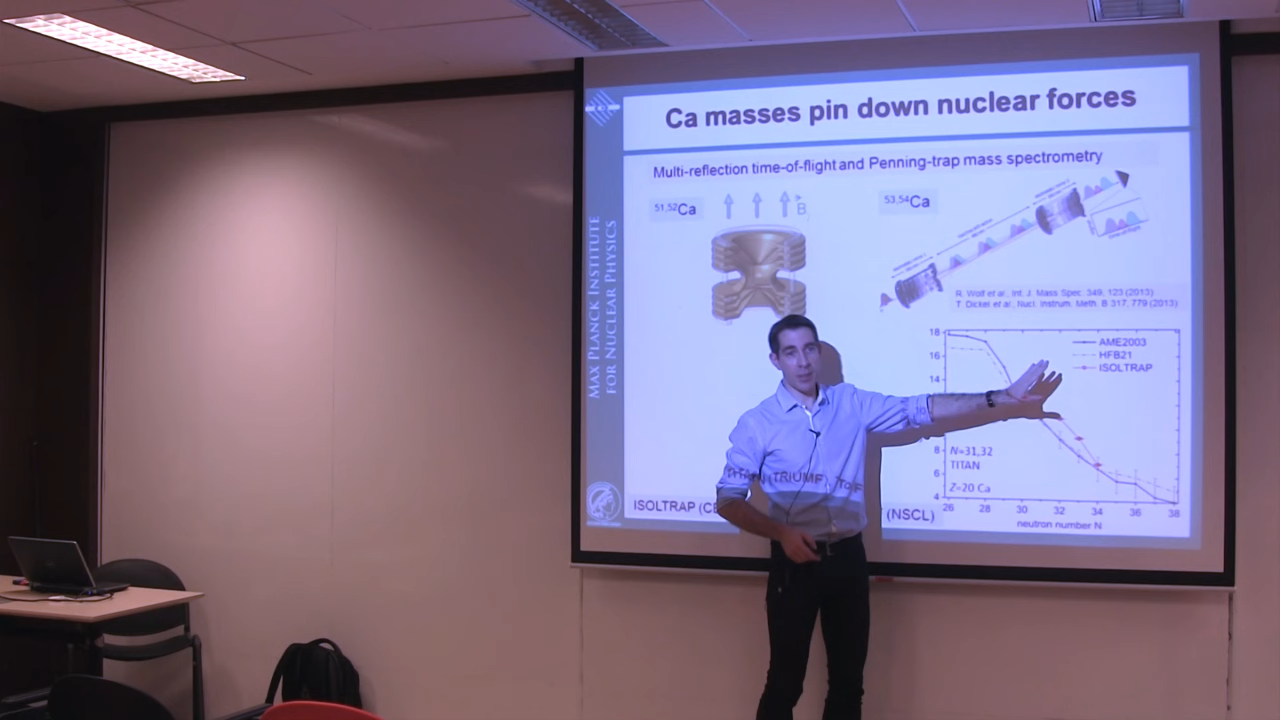 Ca masses pin down nuclear forces
Multi-reflection time-of-flight and Penning-trap mass spectrometry
51,52Ca
B
53,54Ca
R. Wolf et al., Int. J. Mass Spec. 349, 123 (2013)
T. Dickel et al., Nucl. Instrum. Meth. B 317, 779 (2013)
MAX PLANCK INSTITUTE
FOR NUCLEAR PHYSICS
18
16
14
8
6
4
AME2003
HFB21
ISOLTRAP
N=31,32
TITAN
Z=20 Ca
26 28 30 32 34 36 38
neutron number N
TITAN (TRIUMF)
ISOLTRAP (CE
(NSCL)